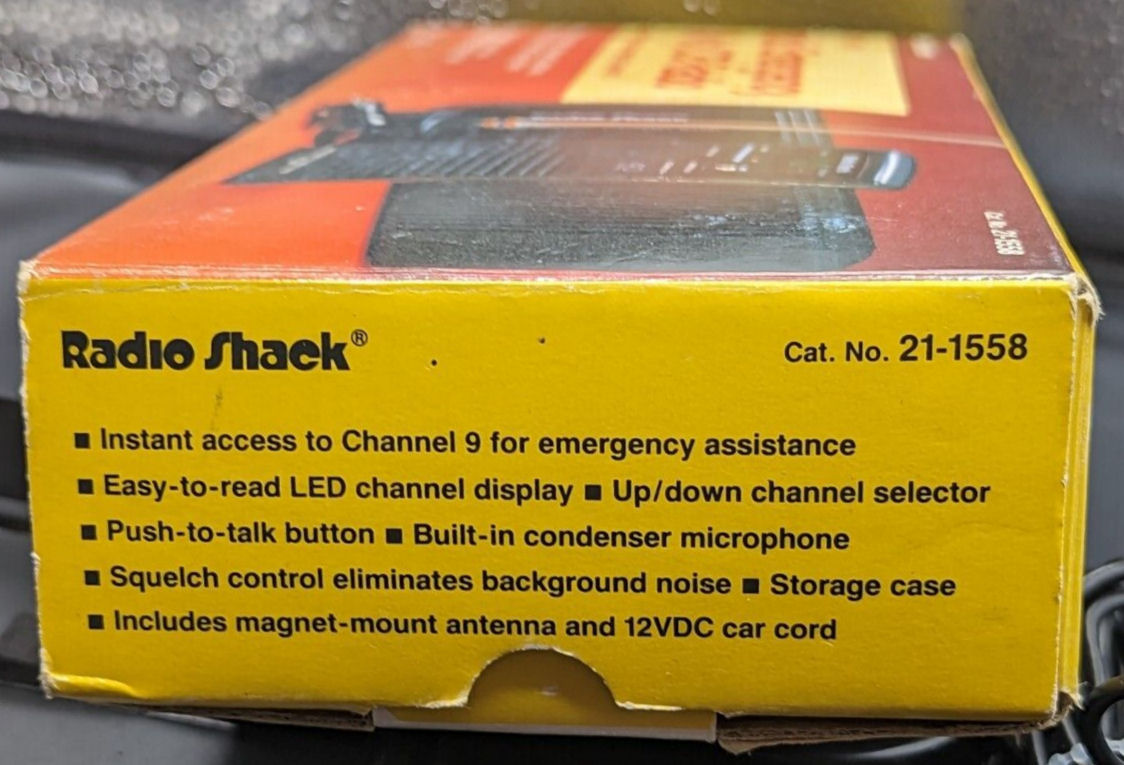 Radio Shack®
Cat. No. 21-1558
■ Instant access to Channel 9 for emergency assistance
■ Easy-to-read LED channel display ■ Up/down channel selector
■ Push-to-talk button ■ Built-in condenser microphone
■ Squelch control eliminates background noise ■ Storage case
■ Includes magnet-mount antenna and 12VDC car cord